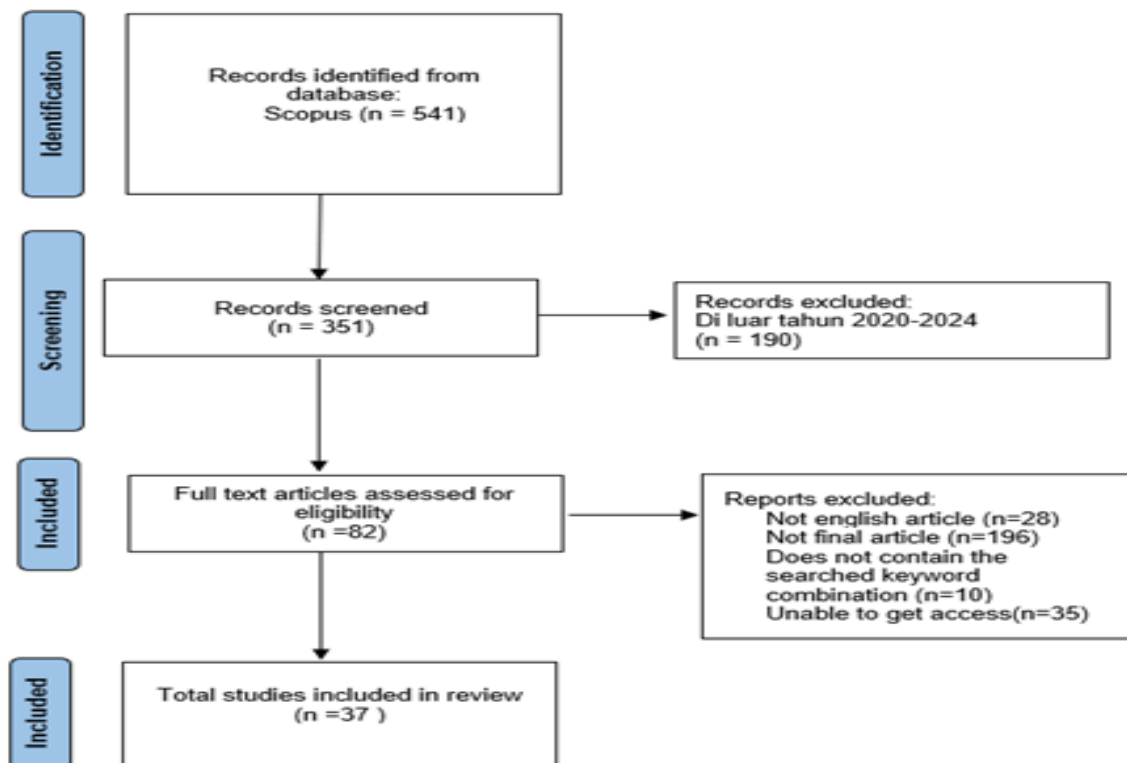 Identification
Records identified from
database:
Scopus (n = 541)
Screening
Records screened
(n = 351)
Records excluded:
Di luar tahun 2020-2024
(n = 190)
Included
Full text articles assessed for
eligibility
(n =82)
Reports excluded:
Not english article (n=28)
Not final article (n=196)
Does not contain the
searched keyword
combination (n=10)
Unable to get access(n=35)
Included
Total studies included in review
(n =37 )